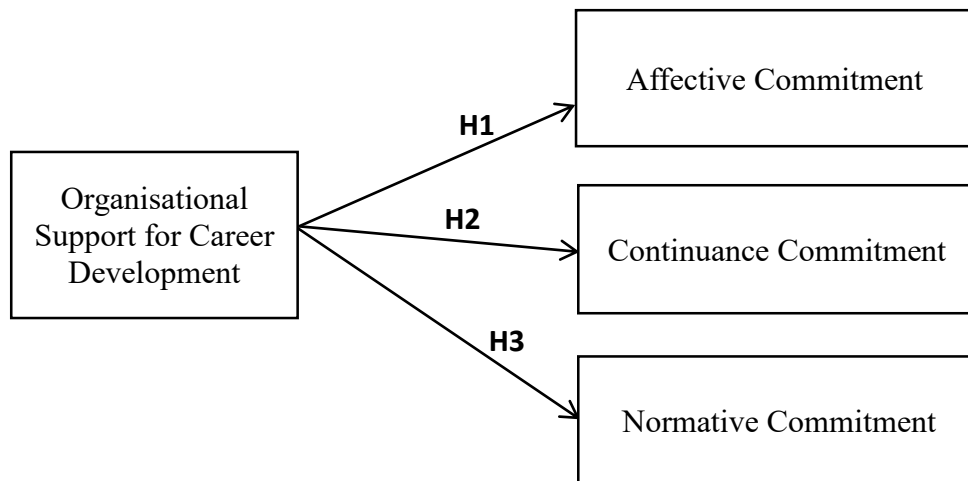 Affective Commitment
H1
Organisational
Support for Career
Development
H2
Continuance Commitment
H3
Normative Commitment